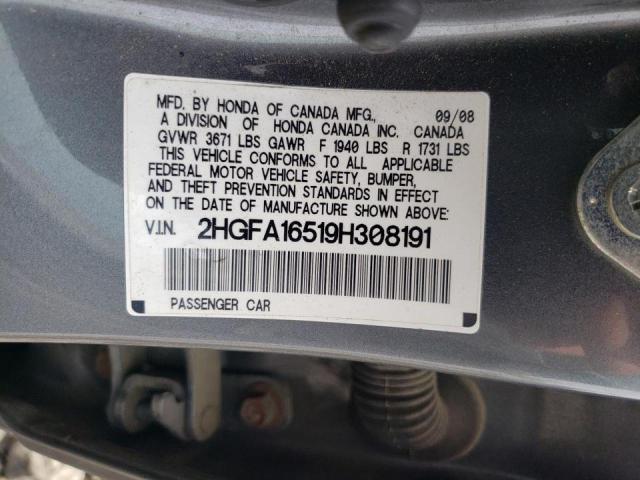 MFD. BY HONDA OF CANADA MFG., 09/08
A DIVISION OF HONDA CANADA INC. CANADA
GVWR 3671 LBS GAWR F 1940 LBS R 1731 LBS
THIS VEHICLE CONFORMS TO ALL APPLICABLE
FEDERAL MOTOR VEHICLE SAFETY, BUMPER,
AND THEFT PREVENTION STANDARDS IN EFFECT
ON THE DATE OF MANUFACTURE SHOWN ABOVE:
V.I.N. 2HGFA16519H308191
PASSENGER CAR